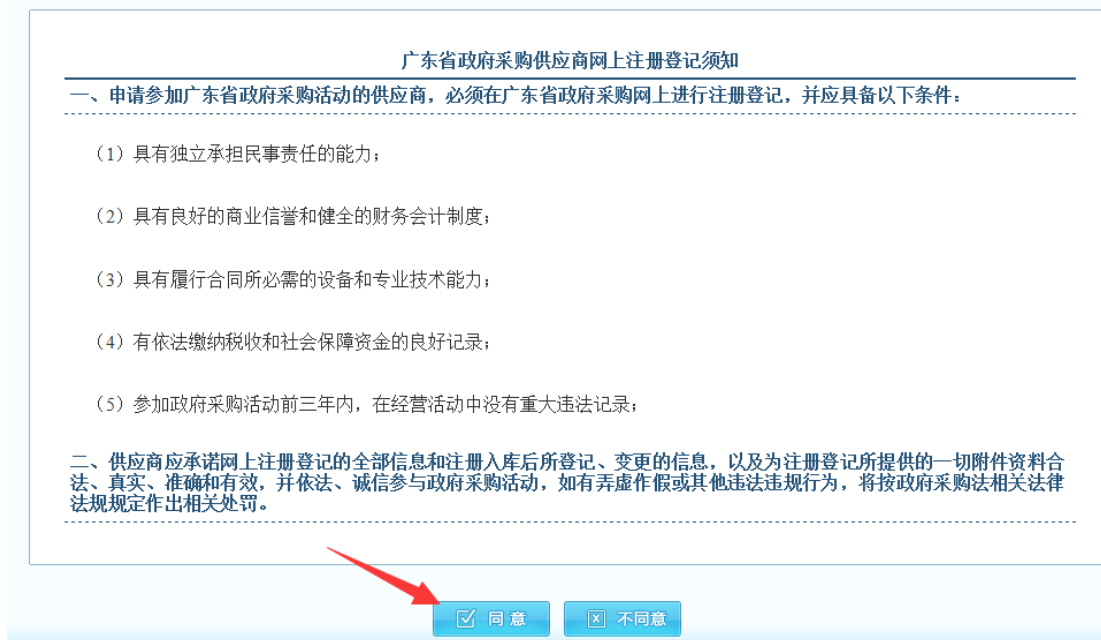 广东省政府采购供应商网上注册登记须知
一、申请参加广东省政府采购活动的供应商，必须在广东省政府采购网上进行注册登记，并应具备以下条件：
（1）具有独立承担民事责任的能力；
（2）具有良好的商业信誉和健全的财务会计制度；
（3）具有履行合同所必需的设备和专业技术能力；
（4）有依法缴纳税收和社会保障资金的良好记录；
（5）参加政府采购活动前三年内，在经营活动中没有重大违法记录；
二、供应商应承诺网上注册登记的全部信息和注册入库后所登记、变更的信息，以及为注册登记所提供的一切附件资料合
法、真实、准确和有效，并依法、诚信参与政府采购活动，如有弄虚作假或其他违法违规行为，将按政府采购法相关法律
法规规定作出相关处罚。
同意 不同意